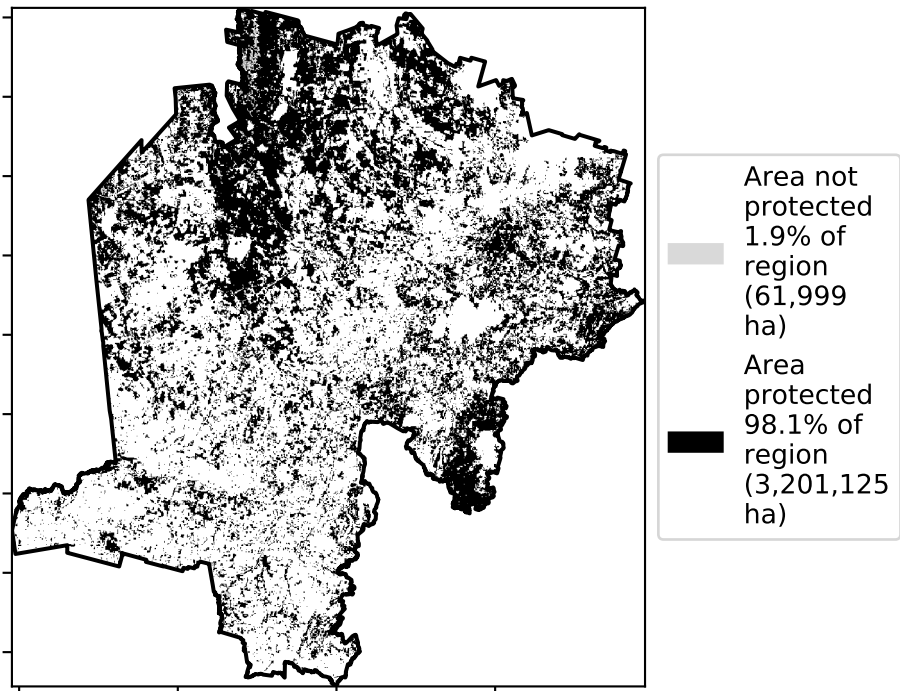 Area not
protected
1.9% of
region
(61,999
ha)
Area
protected
98.1% of
region
(3,201,125
ha)